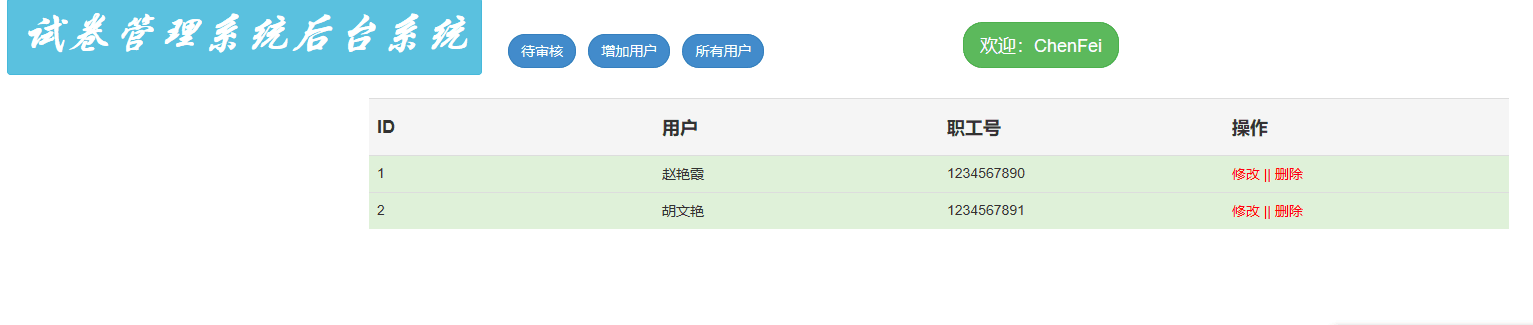 试卷管理系统后台系统
待审核 增加用户 所有用户 欢迎：ChenFei
ID 用户 职工号 操作
1 赵艳霞 1234567890 修改 || 删除
2 胡文艳 1234567891 修改 || 删除